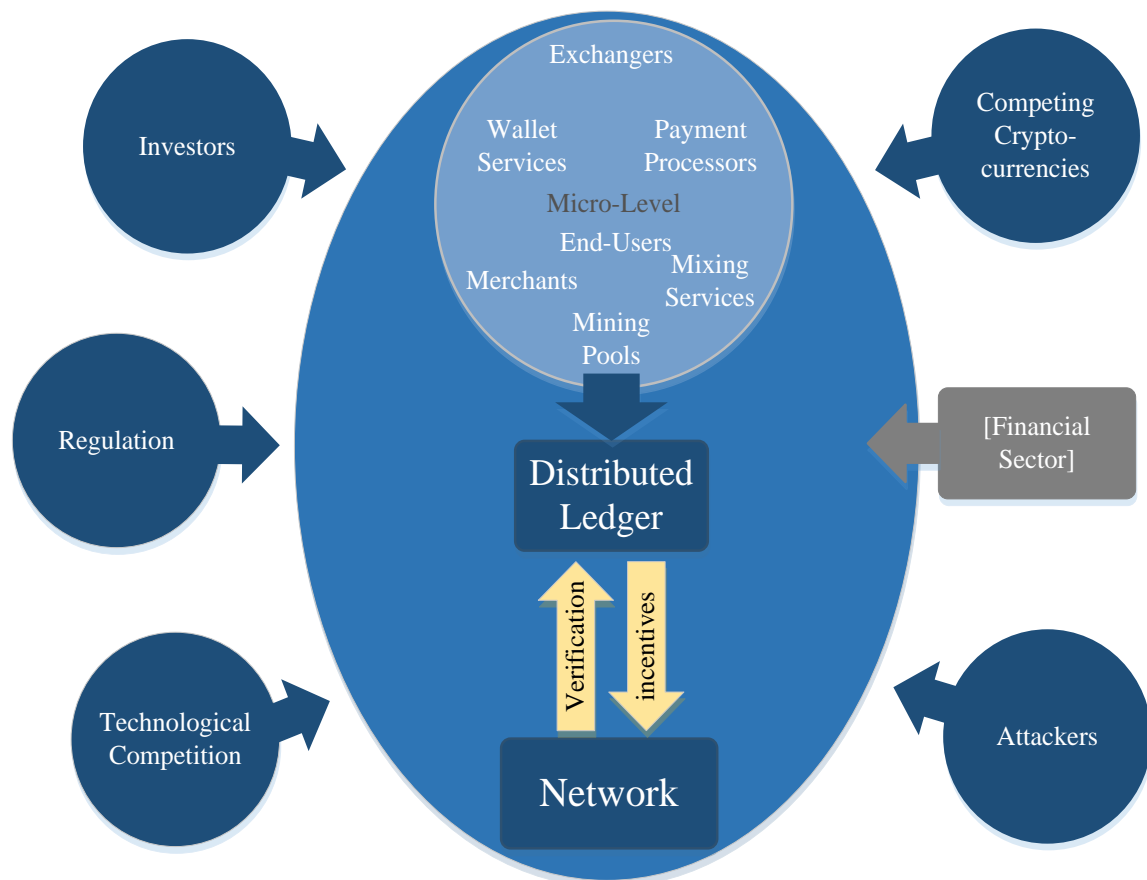 Exchangers
Investors
Wallet
Services
Payment
Processors
Competing
Crypto-
currencies
Micro-Level
End-Users
Merchants
Mixing
Services
Mining
Pools
Regulation
[Financial
Sector]
Distributed
Ledger
Verification
incentives
Technological
Competition
Attackers
Network